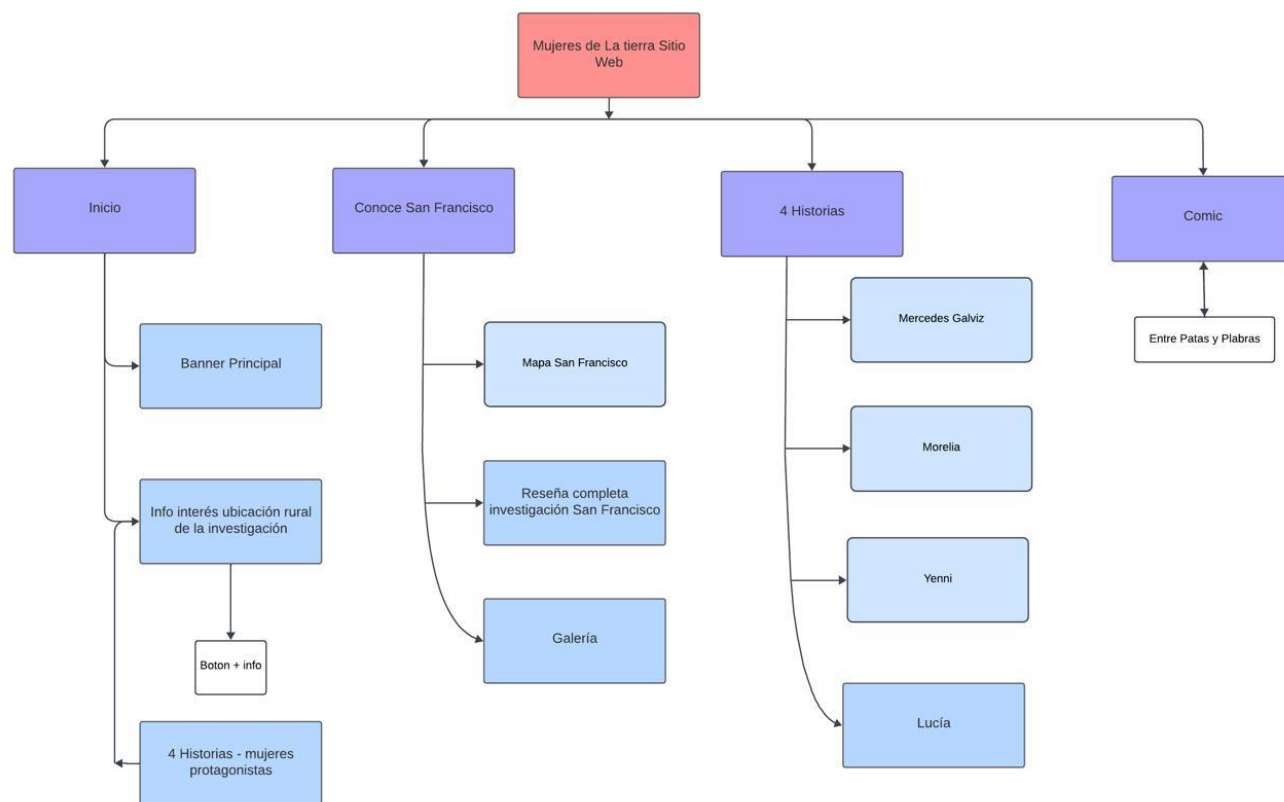 Mujeres de La tierra Sitio
Web
Inicio
Conoce San Francisco
4 Historias
Comic
Banner Principal
Info interés ubicación rural
de la investigación
Boton + info
4 Historias - mujeres
protagonistas
Mapa San Francisco
Reseña completa
investigación San Francisco
Galería
Mercedes Galviz
Morelia
Yenni
Lucía
Entre Patas y Plabras